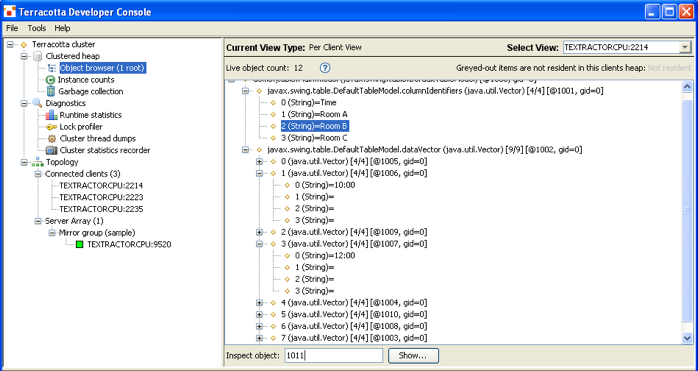 Terracotta Developer Console
File Tools Help
Terracotta cluster
Clustered heap
Object browser (1 root)
Instance counts
Garbage collection
Diagnostics
Runtime statistics
Lock profiler
Cluster thread dumps
Cluster statistics recorder
Topology
Connected clients (3)
TEXTRACTORCPU:2214
TEXTRACTORCPU:2223
TEXTRACTORCPU:2235
Server Array (1)
Mirror group (sample)
TEXTRACTORCPU:9520
Current View Type: Per Client View
Select View: TEXTRACTORCPU:2214
Live object count: 12
Greyed-out items are not resident in this clients heap: Not resident
javax.swing.table.DefaultTableModel.columnIdentifiers (java.util.Vector) [4/4] [@1001, gid=0]
0 (String)=Time
1 (String)=Room A
2 (String)=Room B
3 (String)=Room C
javax.swing.table.DefaultTableModel.dataVector (java.util.Vector) [9/9] [@1002, gid=0]
0 (java.util.Vector) [4/4] [@1005, gid=0]
1 (java.util.Vector) [4/4] [@1006, gid=0]
0 (String)=10:00
1 (String)=
2 (String)=
3 (String)=
2 (java.util.Vector) [4/4] [@1009, gid=0]
3 (java.util.Vector) [4/4] [@1007, gid=0]
0 (String)=12:00
1 (String)=
2 (String)=
3 (String)=
4 (java.util.Vector) [4/4] [@1004, gid=0]
5 (java.util.Vector) [4/4] [@1010, gid=0]
6 (java.util.Vector) [4/4] [@1008, gid=0]
7 (java.util.Vector) [4/4] [@1003, gid=0]
Inspect object: 1011
Show...